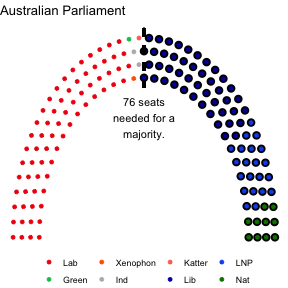 Australian Parliament
76 seats
needed for a
majority.
Lab Xenophon Katter LNP
Green Ind Lib Nat